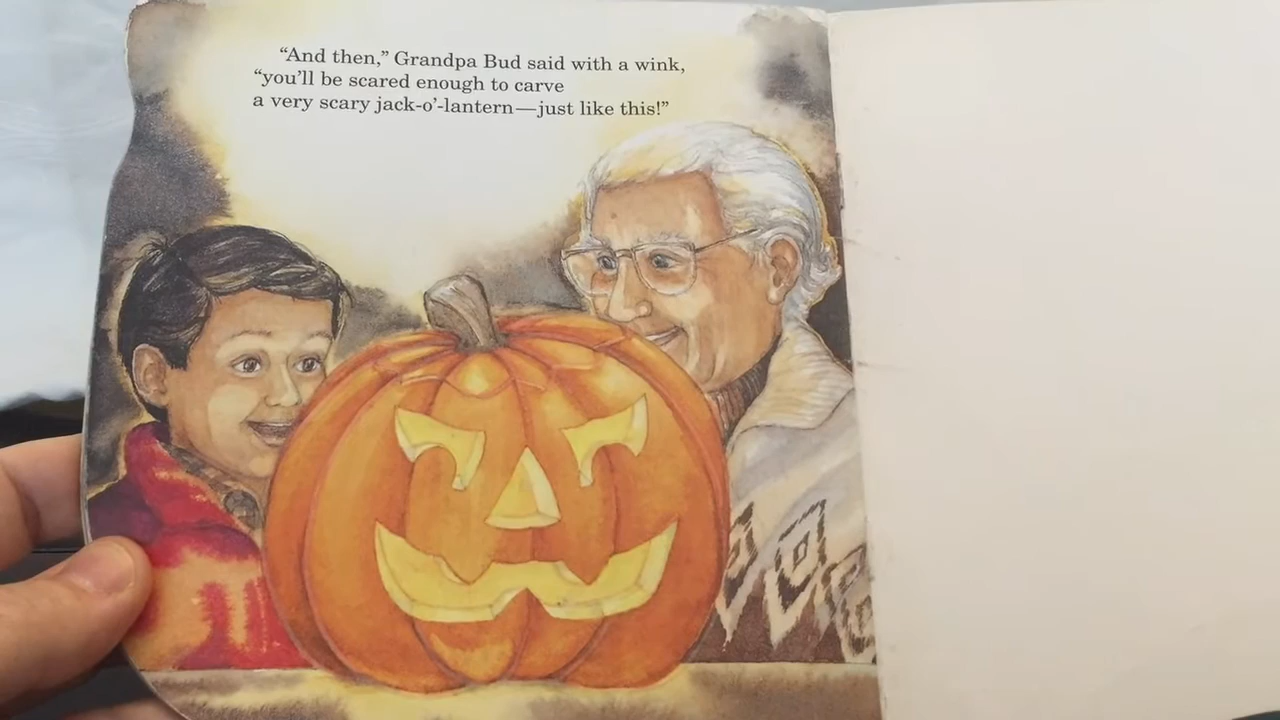 “And then,” Grandpa Bud said with a wink,
“you’ll be scared enough to carve
a very scary jack-o’-lantern—just like this!”